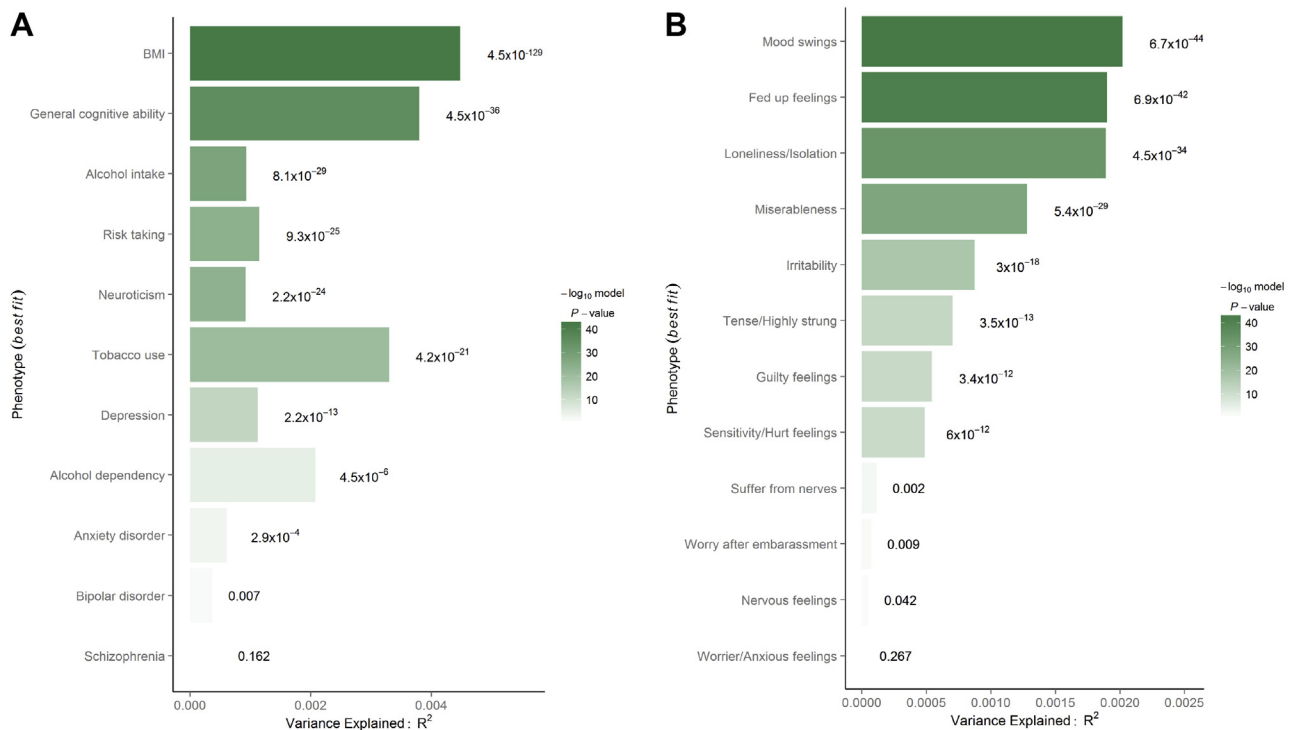 A
BMI
4.5x10⁻¹²⁹
General cognitive ability
4.5x10⁻³⁶
Alcohol intake
8.1x10⁻²⁹
Risk taking
9.3x10⁻²⁵
Neuroticism
2.2x10⁻²⁴
Tobacco use
4.2x10⁻²¹
Depression
2.2x10⁻¹³
Alcohol dependency
4.5x10⁻⁶
Anxiety disorder
2.9x10⁻⁴
Bipolar disorder
0.007
Schizophrenia
0.162
Phenotype (best fit)
0.000 0.002 0.004
Variance Explained: R²
−log₁₀ model
P − value
40
30
20
10
B
Mood swings
6.7x10⁻⁴⁴
Fed up feelings
6.9x10⁻⁴²
Loneliness/Isolation
4.5x10⁻³⁴
Miserableness
5.4x10⁻²⁹
Irritability
3x10⁻¹⁸
Tense/Highly strung
3.5x10⁻¹³
Guilty feelings
3.4x10⁻¹²
Sensitivity/Hurt feelings
6x10⁻¹²
Suffer from nerves
0.002
Worry after embarassment
0.009
Nervous feelings
0.042
Worrier/Anxious feelings
0.267
Phenotype (best fit)
0.0000 0.0005 0.0010 0.0015 0.0020 0.0025
Variance Explained: R²
−log₁₀ model
P − value
40
30
20
10